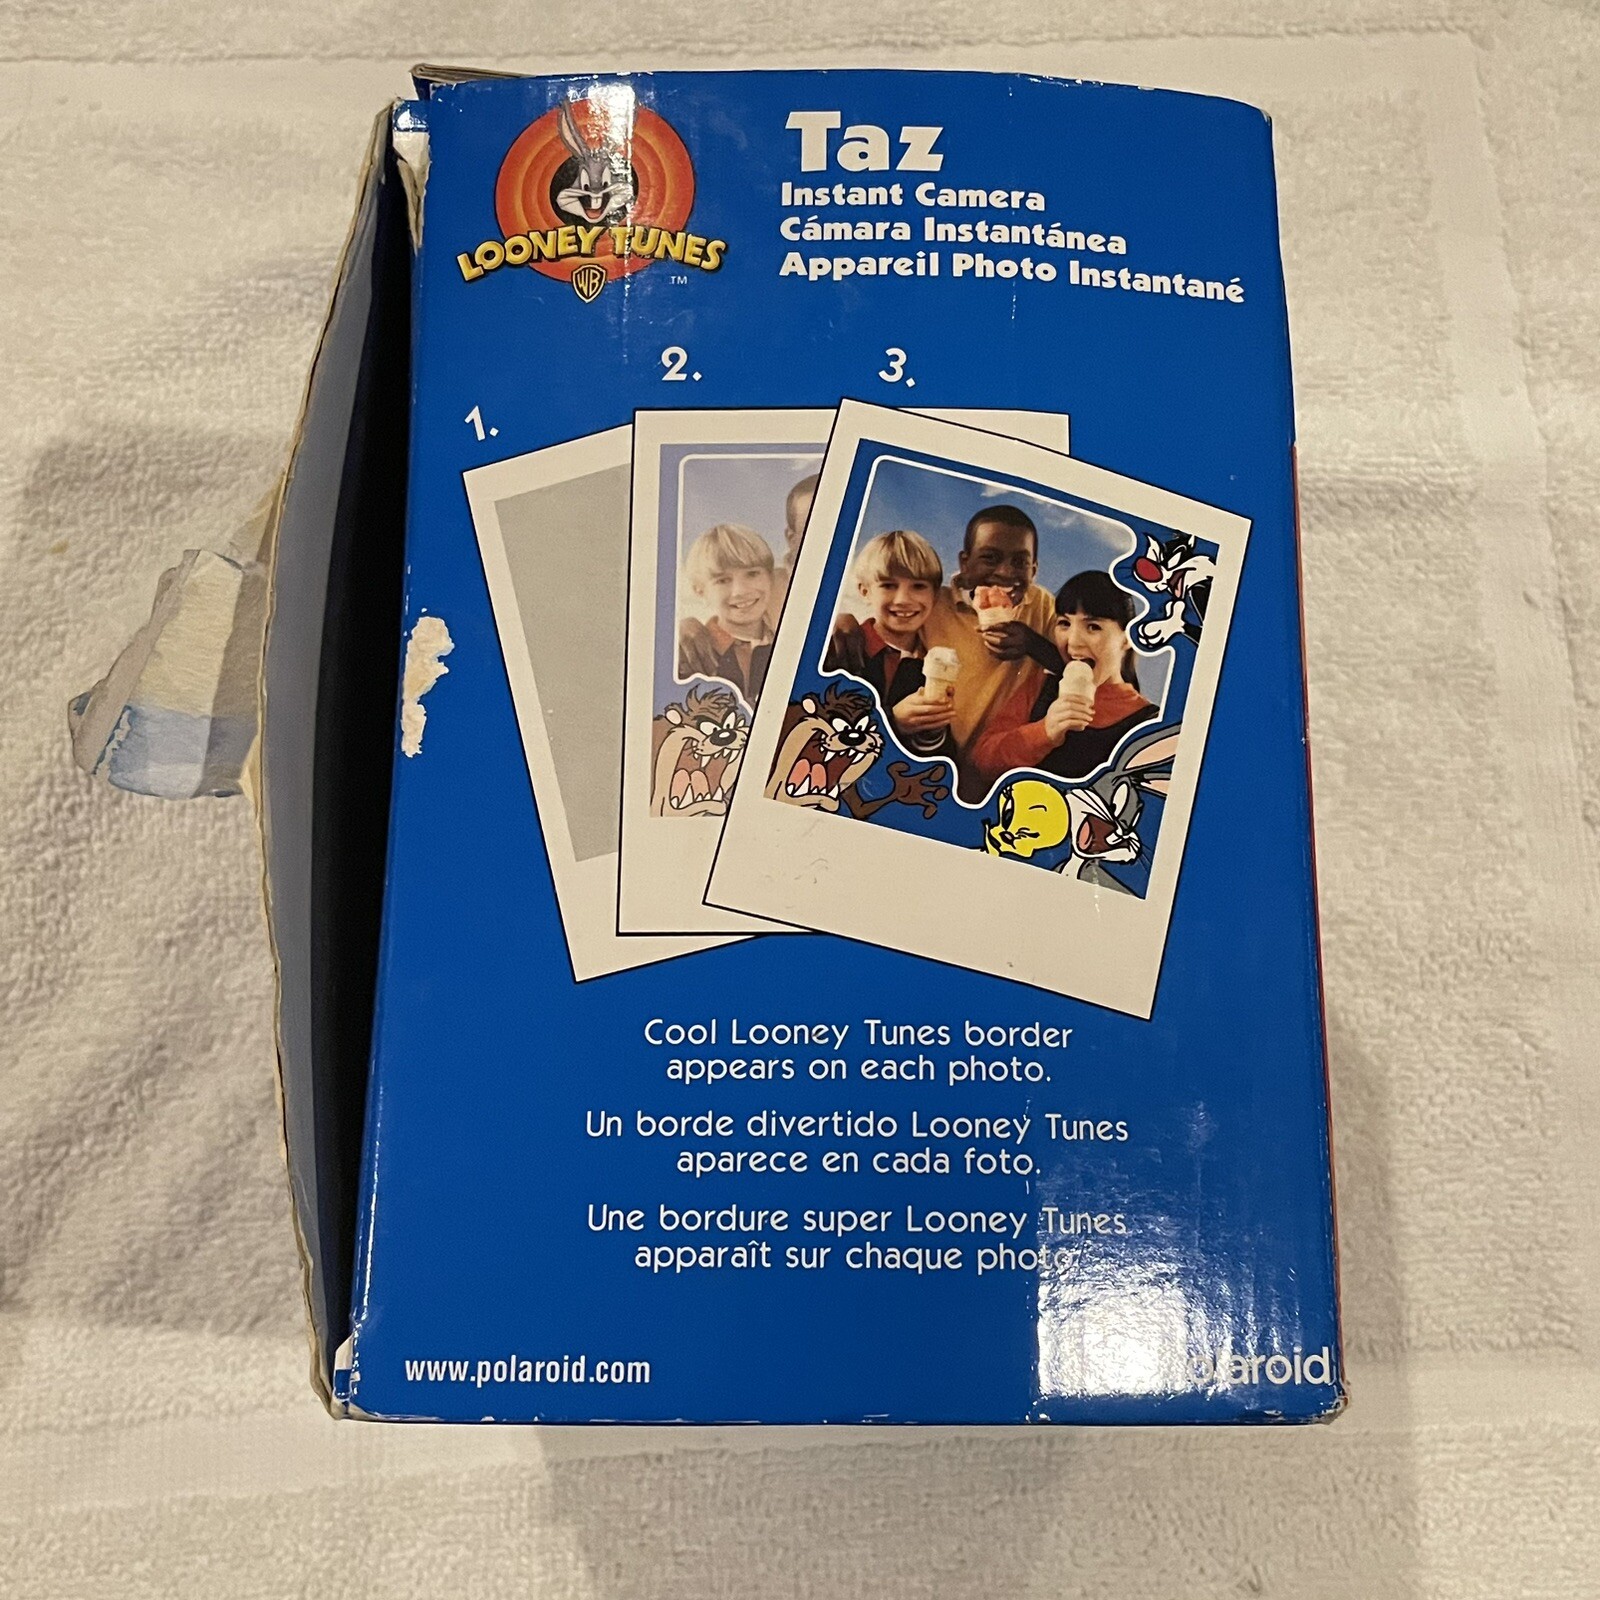 LOONEY TUNES
WB
TM
Taz
Instant Camera
Cámara Instantánea
Appareil Photo Instantané
1.
2.
3.
Cool Looney Tunes border
appears on each photo.
Un borde divertido Looney Tunes
aparece en cada foto.
Une bordure super Looney Tunes
apparaît sur chaque photo.
www.polaroid.com
Polaroid